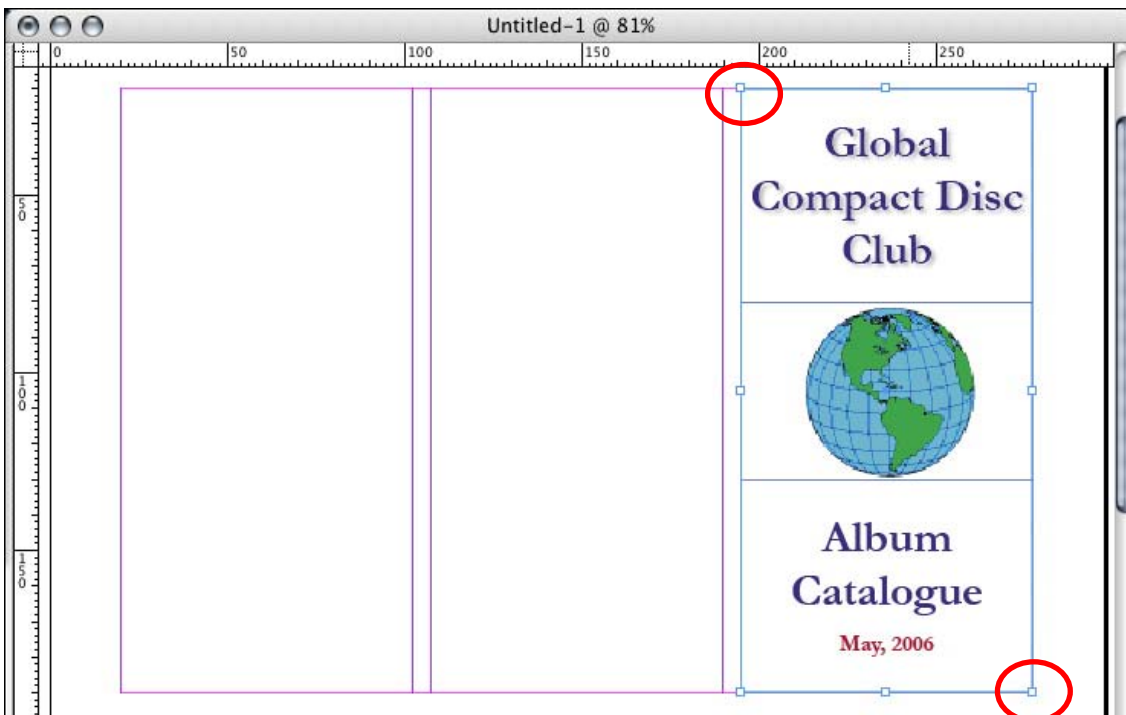 Untitled-1 @ 81%
0 50 100 150 200 250
Global
Compact Disc
Club
50
100
Album
Catalogue
150
May, 2006